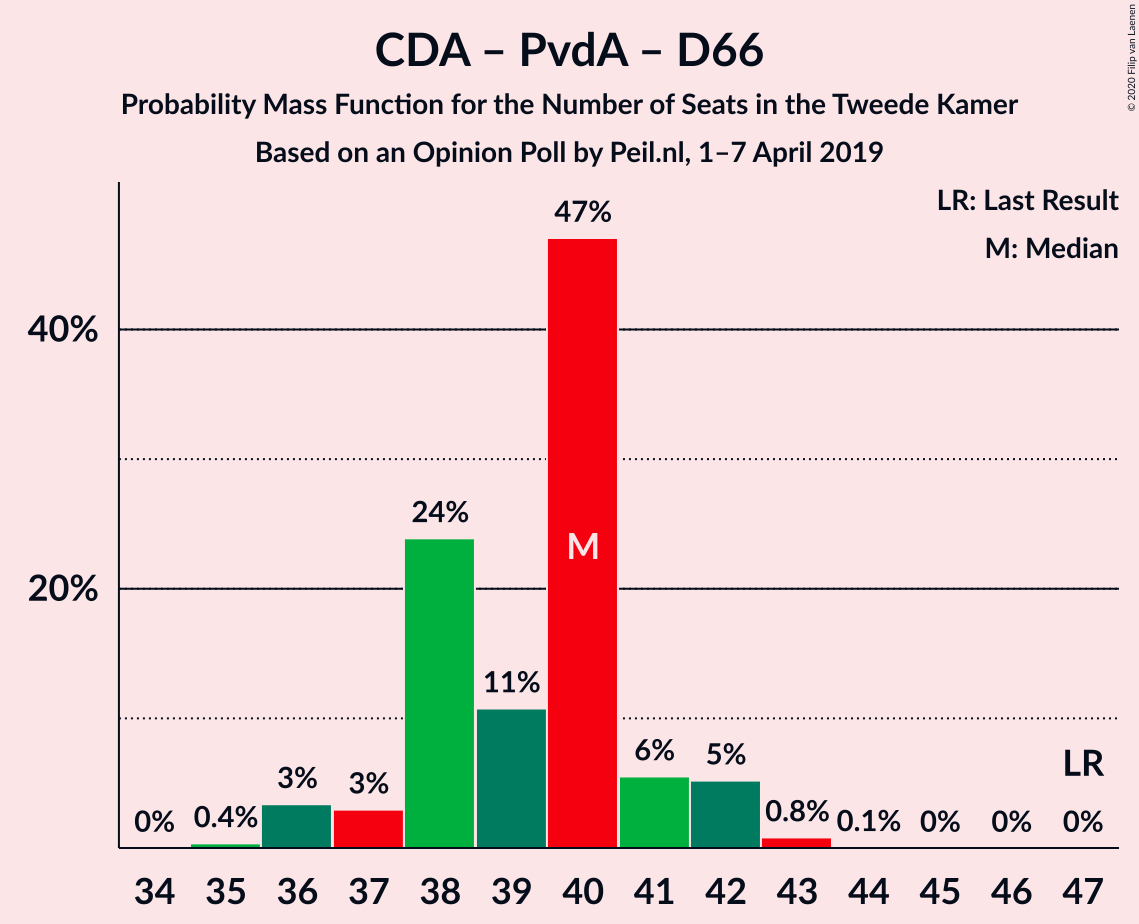 CDA – PvdA – D66
Probability Mass Function for the Number of Seats in the Tweede Kamer
Based on an Opinion Poll by Peil.nl, 1–7 April 2019
© 2020 Filip van Laenen
LR: Last Result
M: Median
47%
40%
24%
M
20%
11%
6%
5%
LR
3%
3%
0.8%
0%
0.4%
0.1%
0%
0%
0%
34 35 36 37 38 39 40 41 42 43 44 45 46 47